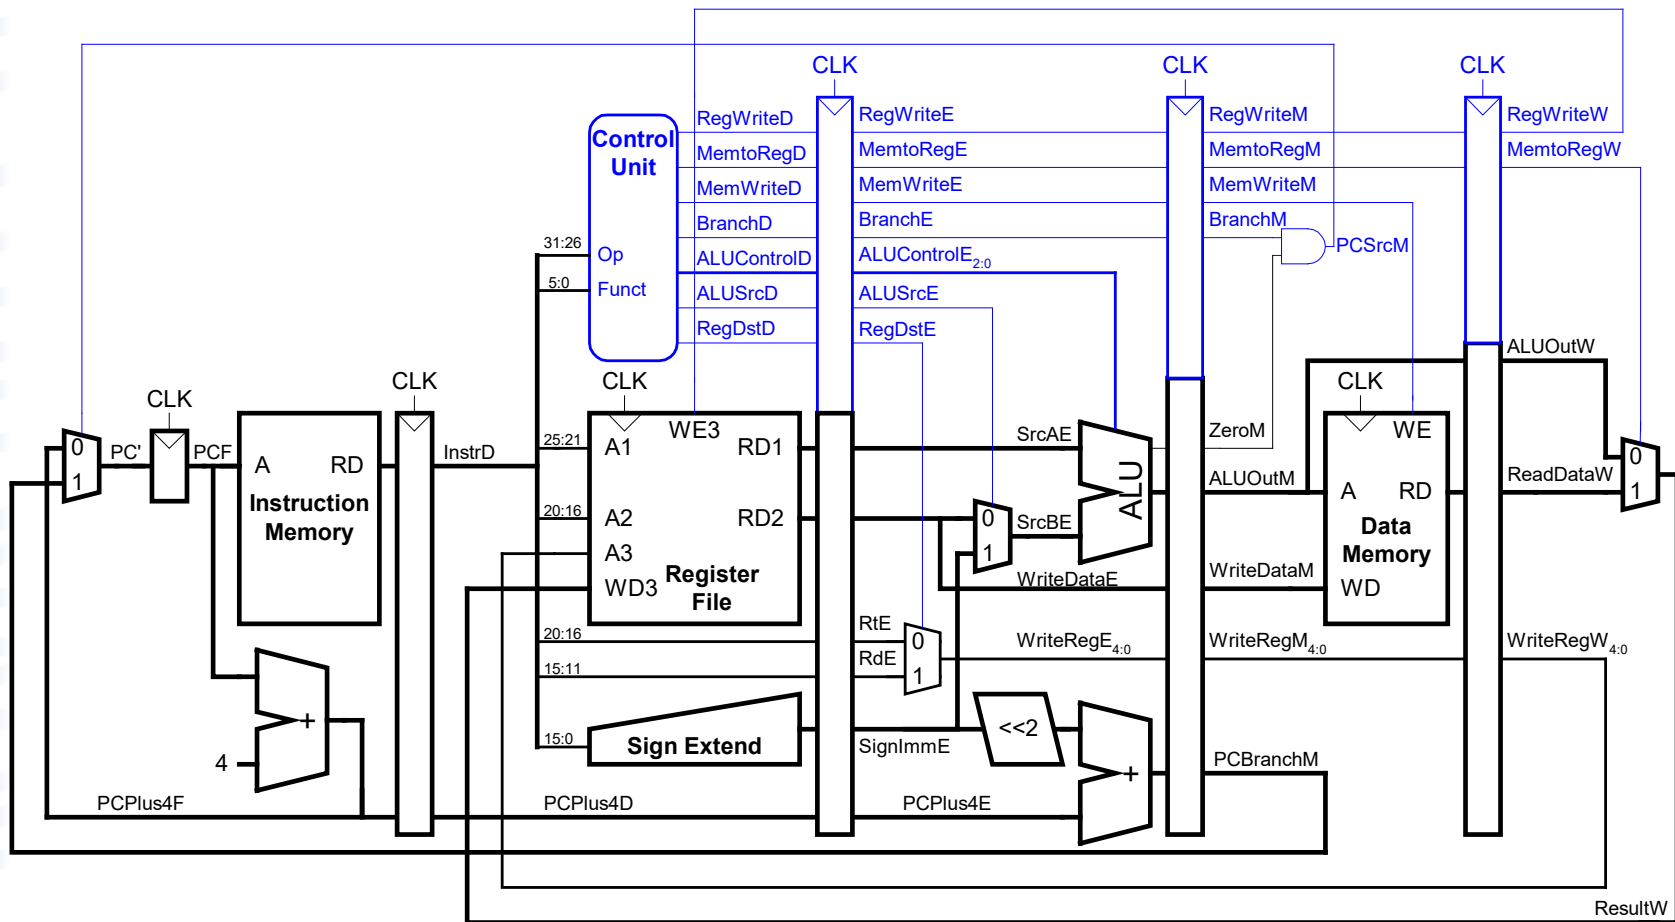 CLK CLK CLK
RegWriteD RegWriteE RegWriteM RegWriteW
Control
Unit
MemtoRegD MemtoRegE MemtoRegM MemtoRegW
MemWriteD MemWriteE MemWriteM
BranchD BranchE BranchM
31:26 Op ALUControlD ALUControlE2:0 PCSrcM
5:0 Funct ALUSrcD ALUSrcE
RegDstD RegDstE
ALUOutW
CLK CLK CLK CLK
WE3 ZeroM WE
0 PC' PCF A RD InstrD 25:21 A1 RD1 SrcAE 0
1
Instruction
Memory
ALU ALUOutM A RD ReadDataW 1
20:16 A2 RD2 0 SrcBE
Data
Memory
A3 1
WD3 Register
File
WriteDataE WriteDataM WD
20:16 RtE 0 WriteRegE4:0 WriteRegM4:0 WriteRegW4:0
15:11 RdE 1
+ <<2
15:0 Sign Extend SignImmE
4 + PCBranchM
PCPlus4F PCPlus4D PCPlus4E
ResultW